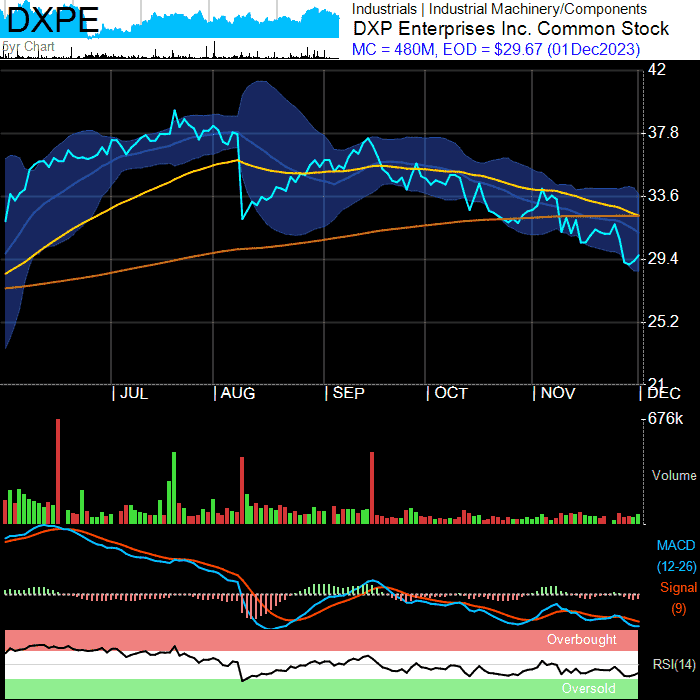 DXPE
5yr Chart
Industrials | Industrial Machinery/Components
DXP Enterprises Inc. Common Stock
MC = 480M, EOD = $29.67 (01Dec2023)
42
37.8
33.6
29.4
25.2
21
JUL AUG SEP OCT NOV DEC
676k
Volume
MACD
(12-26)
Signal
(9)
Overbought
RSI(14)
Oversold